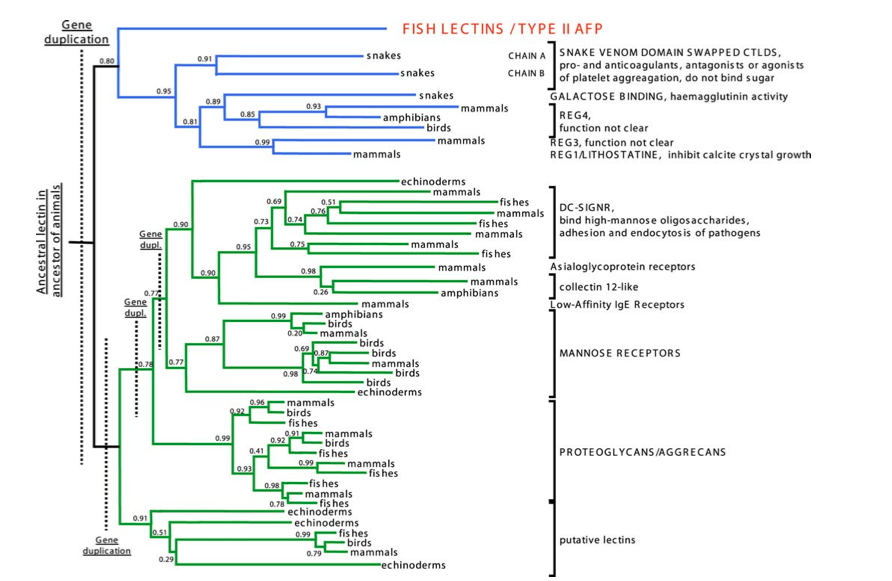 Gene
duplication
FISH LECTINS / TYPE II AFP
0.80
0.91
snakes
CHAIN A
snakes
CHAIN B
SNAKE VENOM DOMAIN SWAPPED CTLDS,
pro- and anticoagulants, antagonists or agonists
of platelet aggreagation, do not bind sugar
0.95
0.89
snakes
GALACTOSE BINDING, haemagglutinin activity
0.81
0.85
0.93
mammals
amphibians
birds
REG4,
function not clear
0.99
mammals
REG3, function not clear
mammals
REG1/LITHOSTATINE, inhibit calcite crystal growth
Ancestral lectin in
ancestor of animals
echinoderms
mammals
0.69
0.51
fishes
0.76
mammals
0.74
fishes
0.90
0.73
mammals
DC-SIGNR,
bind high-mannose oligosaccharides,
adhesion and endocytosis of pathogens
Gene
dupl.
0.95
0.75
mammals
fishes
0.90
0.98
mammals
Asialoglycoprotein receptors
mammals
0.26
amphibians
collectin 12-like
0.77
mammals
Low-Affinity IgE Receptors
Gene
dupl.
0.99
amphibians
birds
0.20
mammals
0.87
birds
0.69
0.87
birds
mammals
0.78
0.77
0.98
0.74
birds
birds
MANNOSE RECEPTORS
echinoderms
0.96
mammals
0.92
birds
fishes
0.99
0.91
mammals
0.92
birds
0.41
fishes
0.99
mammals
0.93
fishes
PROTEOGLYCANS/AGGRECANS
0.98
fishes
mammals
0.78
fishes
echinoderms
0.91
echinoderms
0.51
0.99
fishes
birds
0.79
mammals
0.29
echinoderms
putative lectins
Gene
duplication